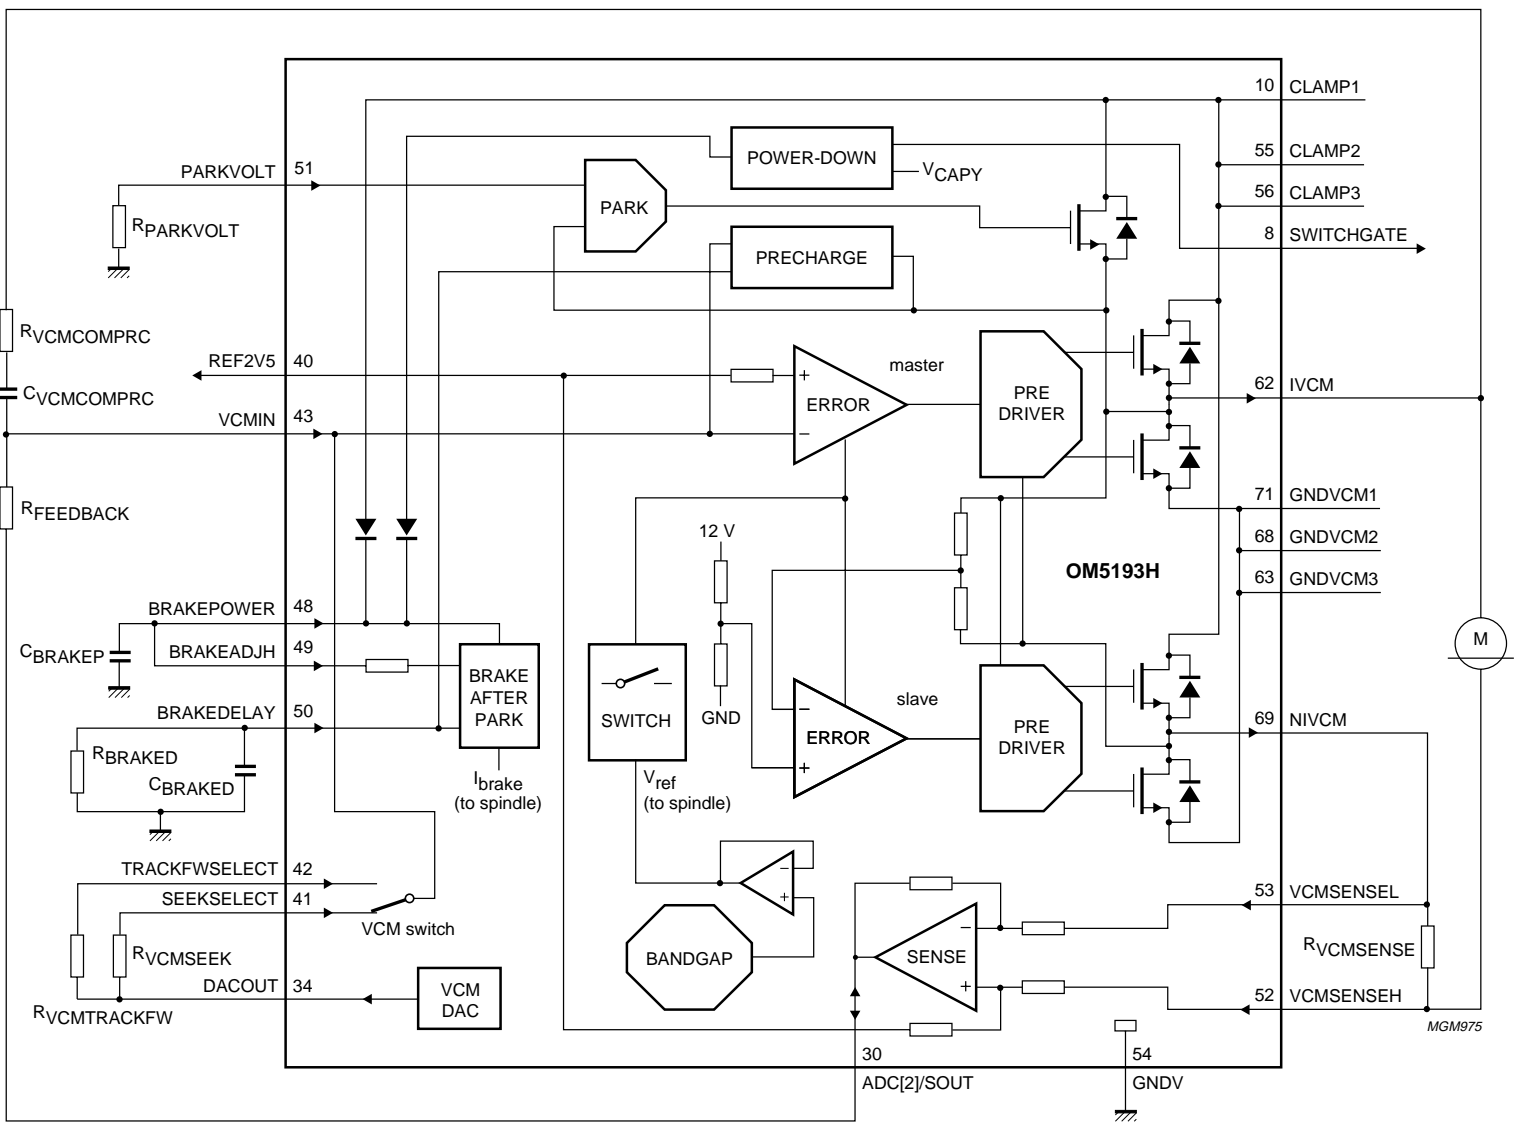 10 CLAMP1
55 CLAMP2
56 CLAMP3
8 SWITCHGATE
PARKVOLT 51
RPARKVOLT
PARK
POWER-DOWN
VCAPY
PRECHARGE
RVCMCOMPRC
CVCMCOMPRC
REF2V5 40
VCMIN 43
RFEEDBACK
+
ERROR
−
master
PRE
DRIVER
62 IVCM
71 GNDVCM1
68 GNDVCM2
63 GNDVCM3
12 V
GND
OM5193H
M
BRAKEPOWER 48
CBRAKEP
BRAKEADJH 49
BRAKEDELAY 50
RBRAKED
CBRAKED
BRAKE
AFTER
PARK
Ibrake
(to spindle)
SWITCH
Vref
(to spindle)
−
ERROR
+
slave
PRE
DRIVER
69 NIVCM
TRACKFWSELECT 42
SEEKSELECT 41
VCM switch
RVCMSEEK
DACOUT 34
RVCMTRACKFW
VCM
DAC
−
+
BANDGAP
−
SENSE
+
53 VCMSENSEL
RVCMSENSE
52 VCMSENSEH
MGM975
30
ADC[2]/SOUT
54
GNDV